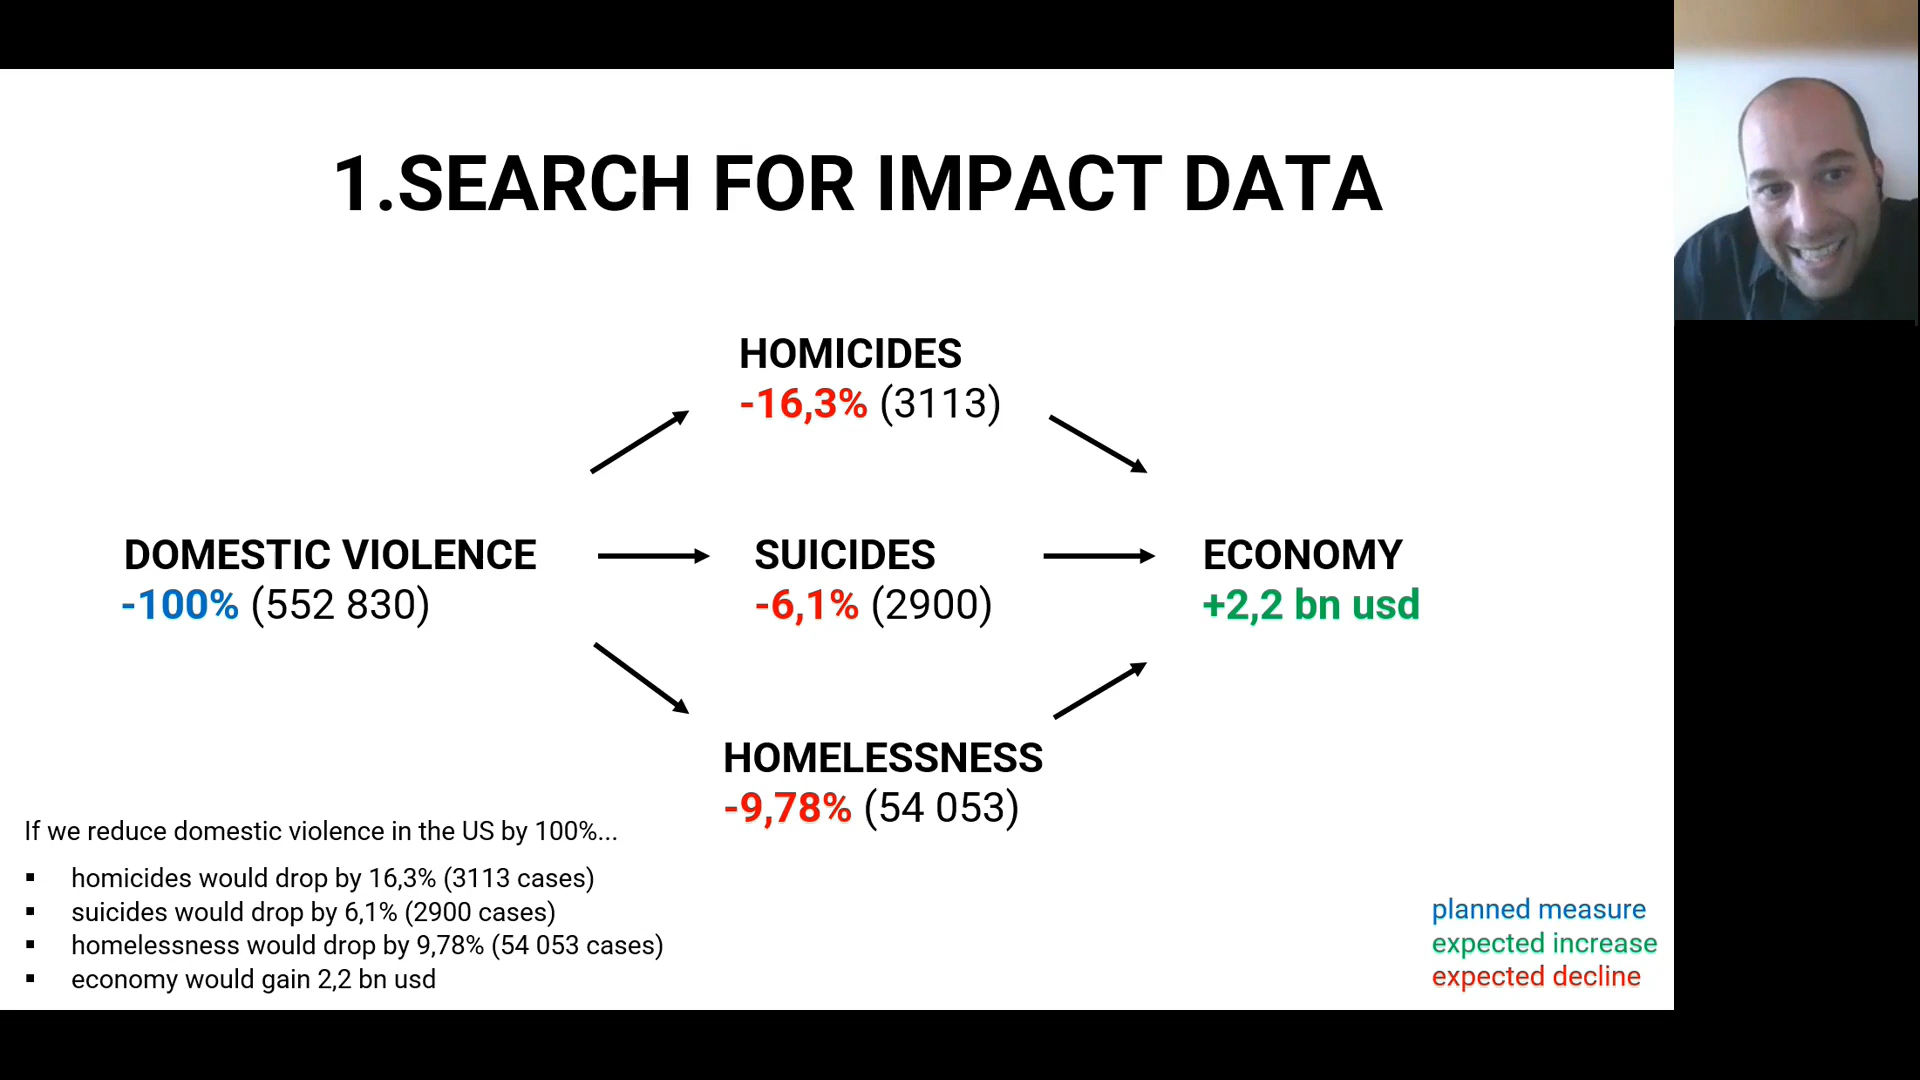 1.SEARCH FOR IMPACT DATA
HOMICIDES
-16,3% (3113)
DOMESTIC VIOLENCE
-100% (552 830)
SUICIDES
-6,1% (2900)
ECONOMY
+2,2 bn usd
HOMELESSNESS
-9,78% (54 053)
If we reduce domestic violence in the US by 100%...
▪ homicides would drop by 16,3% (3113 cases)
▪ suicides would drop by 6,1% (2900 cases)
▪ homelessness would drop by 9,78% (54 053 cases)
▪ economy would gain 2,2 bn usd
planned measure
expected increase
expected decline